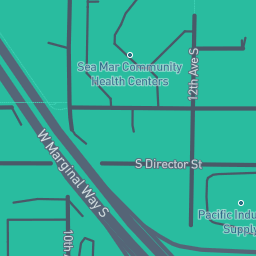 Sea Mar Community
Health Centers
12th Ave S
W Marginal Way S
S Director St
Pacific Indu
Supply
10th